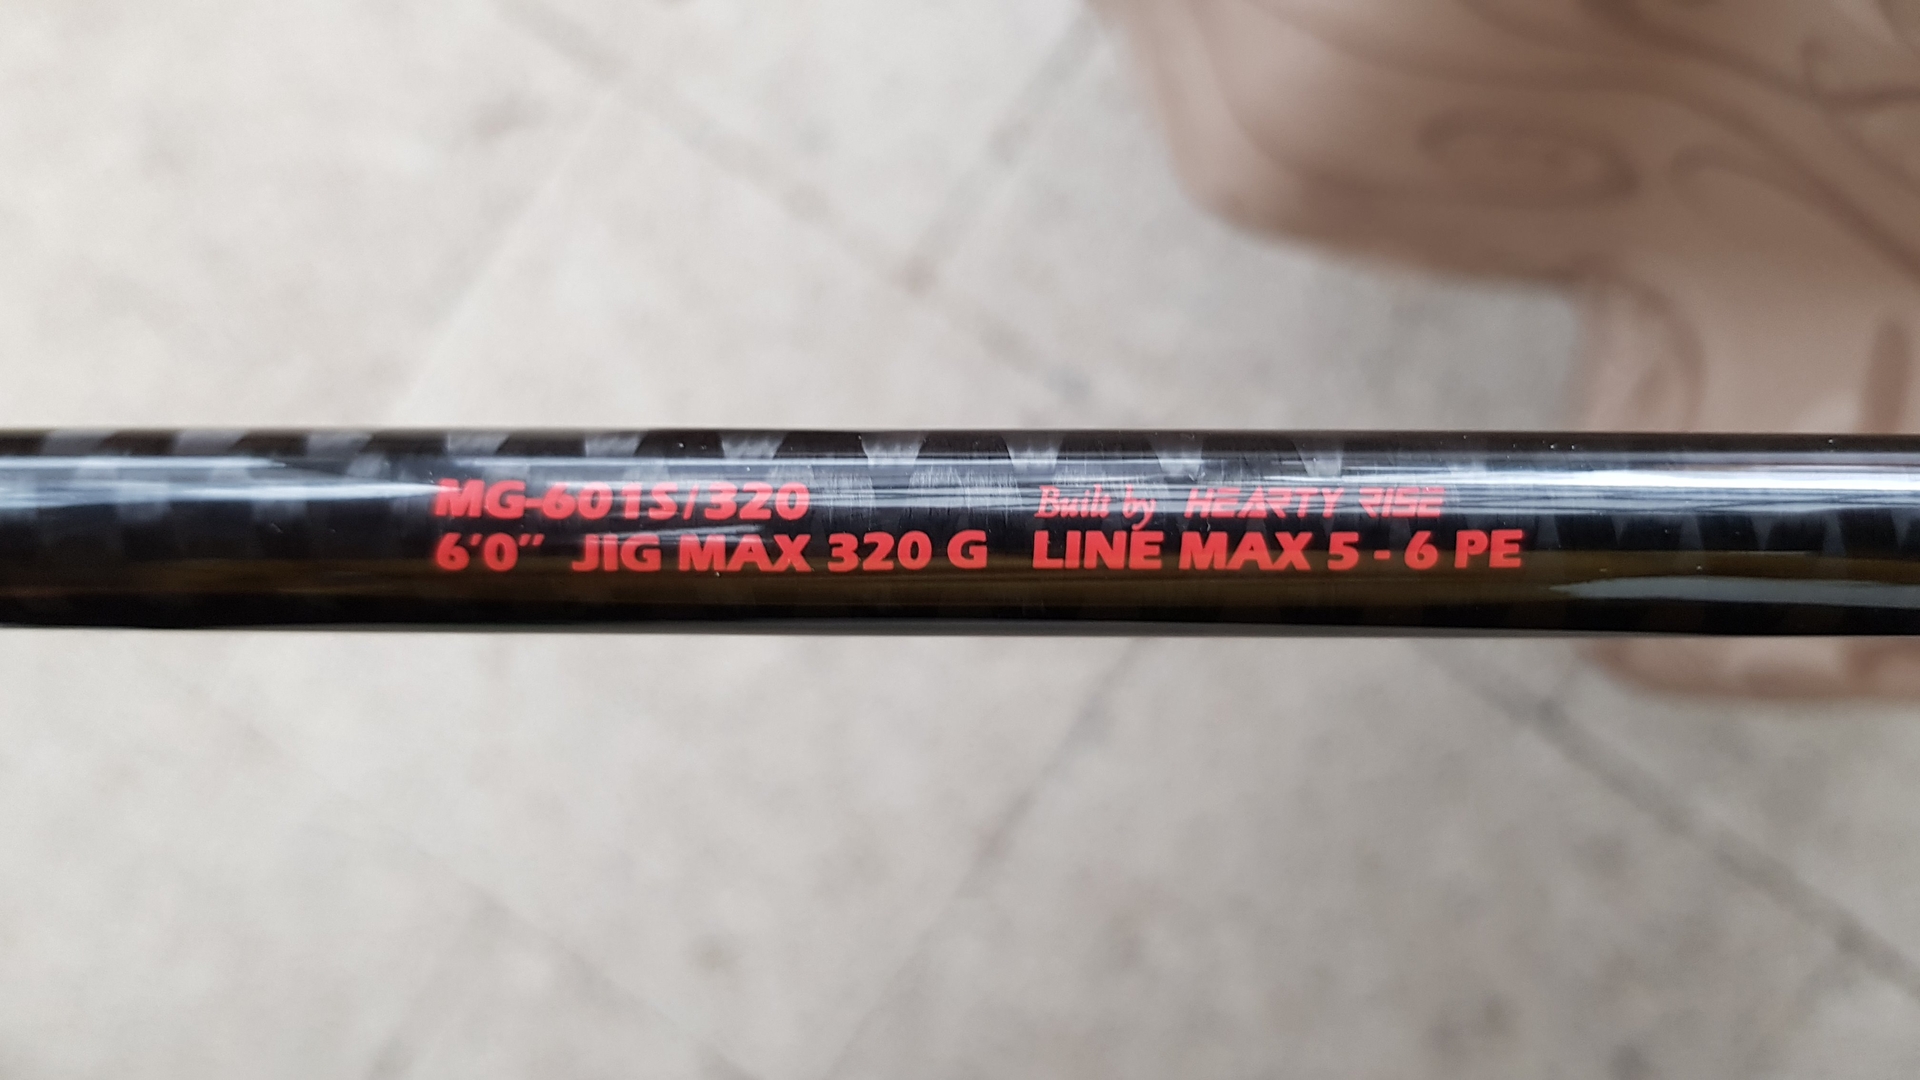 MG-601S/320 Built by HEARTY RISE
6'0" JIG MAX 320 G LINE MAX 5 - 6 PE